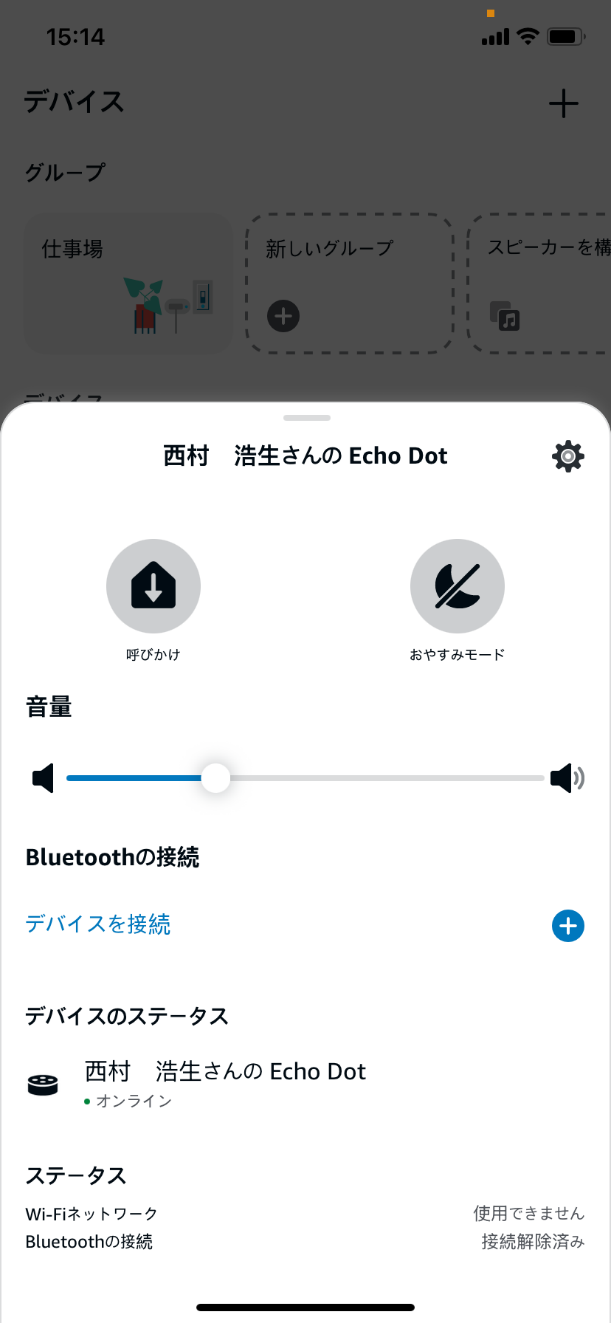 15:14
デバイス
グループ
仕事場
新しいグループ
スピーカーを構
デバイス
西村　浩生さんの Echo Dot
呼びかけ
おやすみモード
音量
Bluetoothの接続
デバイスを接続
デバイスのステータス
西村　浩生さんの Echo Dot
オンライン
ステータス
Wi-Fiネットワーク 使用できません
Bluetoothの接続 接続解除済み